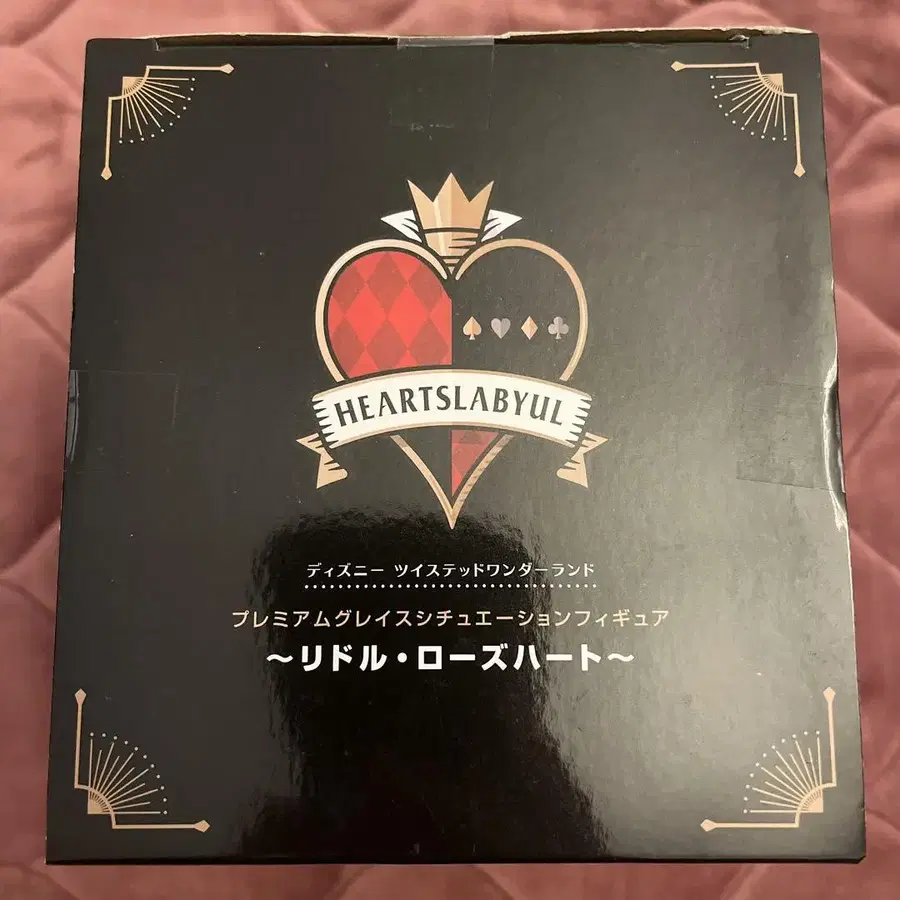 HEARTSLABYUL
ディズニー ツイステッドワンダーランド
プレミアムグレイスシチュエーションフィギュア
～リドル・ローズハート～